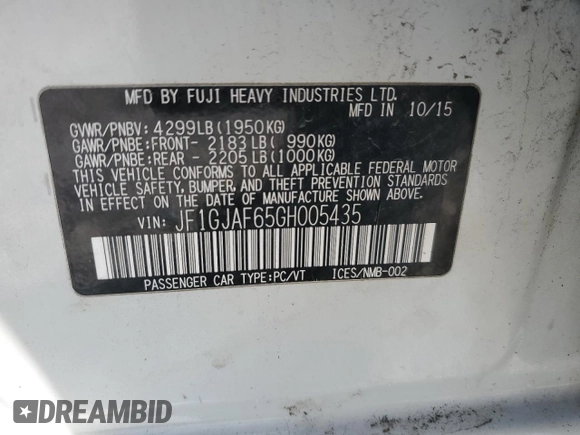 MFD BY FUJI HEAVY INDUSTRIES LTD.
MFD IN 10/15
GVWR/PNBV: 4299LB(1950KG)
GAWR/PNBE:FRONT- 2183LB( 990KG)
GAWR/PNBE:REAR - 2205LB(1000KG)
THIS VEHICLE CONFORMS TO ALL APPLICABLE FEDERAL MOTOR
VEHICLE SAFETY, BUMPER, AND THEFT PREVENTION STANDARDS
IN EFFECT ON THE DATE OF MANUFACTURE SHOWN ABOVE.
VIN: JF1GJAF65GH005435
PASSENGER CAR TYPE:PC/VT ICES/NMB-002
DREAMBID